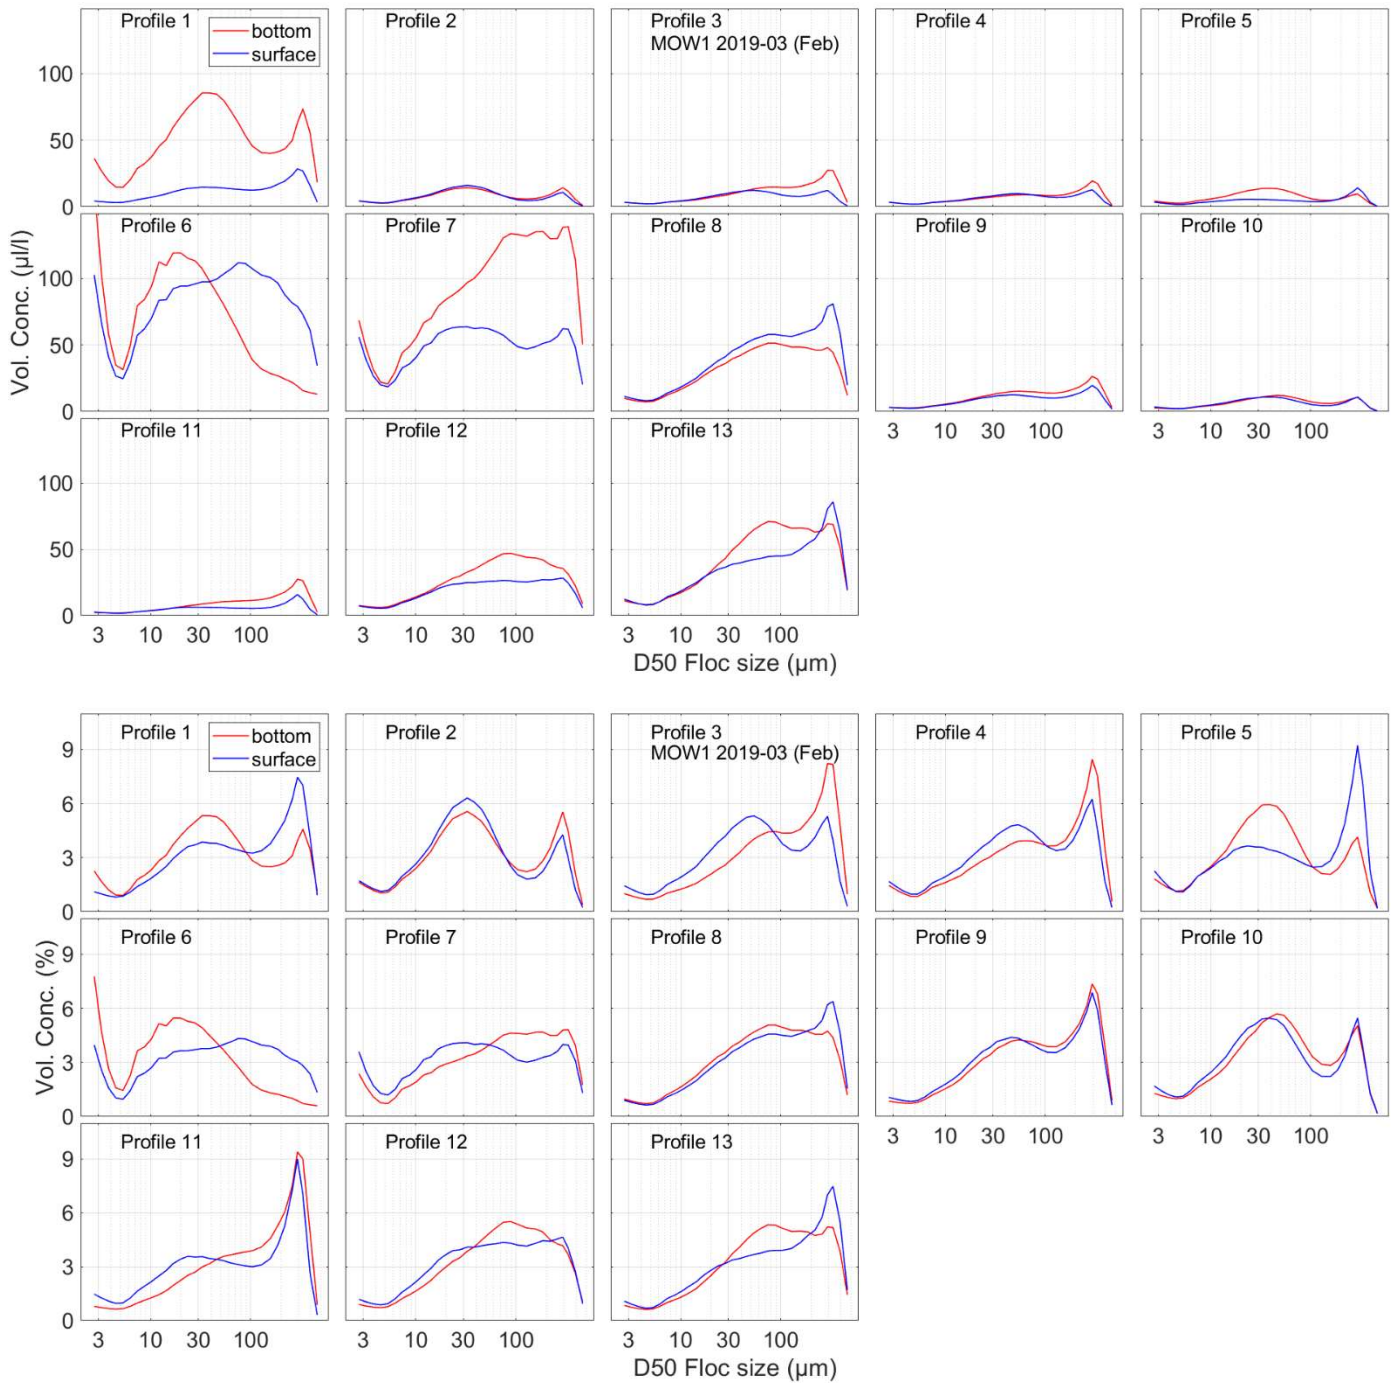 Profile 1
bottom
surface
Profile 2
Profile 3
MOW1 2019-03 (Feb)
Profile 4
Profile 5
100
50
0
Profile 6
Profile 7
Profile 8
Profile 9
Profile 10
Vol. Conc. (µl/l)
100
50
0
3 10 30 100
3 10 30 100
Profile 11
Profile 12
Profile 13
100
50
0
3 10 30 100
3 10 30 100
3 10 30 100
D50 Floc size (µm)
Profile 1
bottom
surface
Profile 2
Profile 3
MOW1 2019-03 (Feb)
Profile 4
Profile 5
9
6
3
0
Profile 6
Profile 7
Profile 8
Profile 9
Profile 10
Vol. Conc. (%)
9
6
3
0
3 10 30 100
3 10 30 100
Profile 11
Profile 12
Profile 13
9
6
3
0
3 10 30 100
3 10 30 100
3 10 30 100
D50 Floc size (µm)